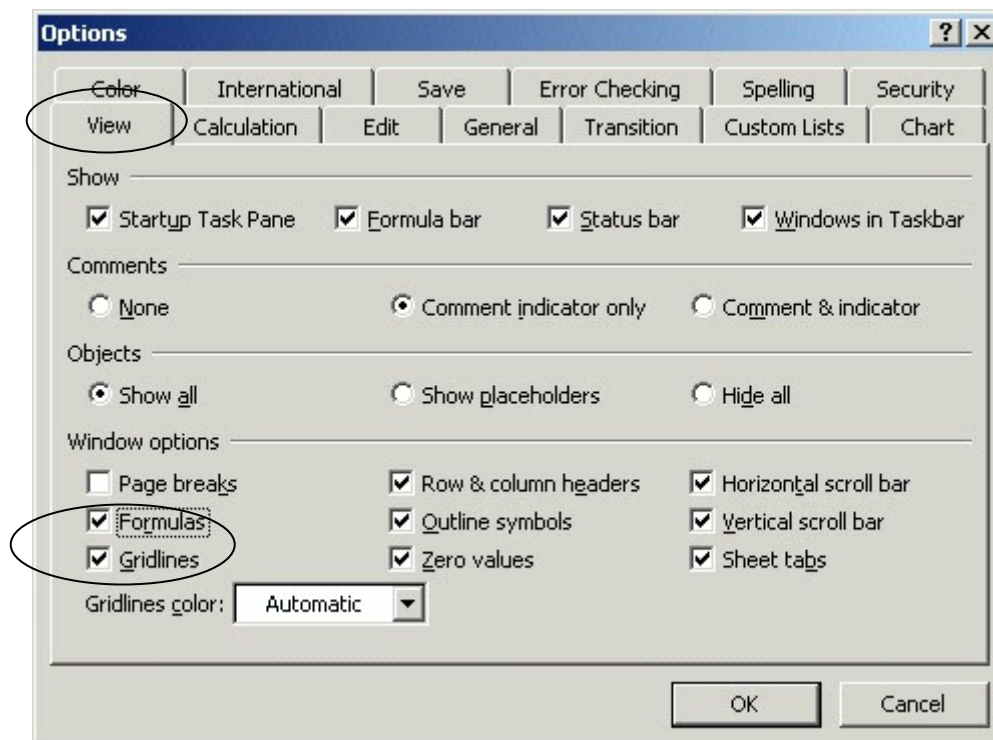 Options
Color International Save Error Checking Spelling Security
View Calculation Edit General Transition Custom Lists Chart
Show
Startup Task Pane Formula bar Status bar Windows in Taskbar
Comments
None Comment indicator only Comment & indicator
Objects
Show all Show placeholders Hide all
Window options
Page breaks Row & column headers Horizontal scroll bar
Formulas Outline symbols Vertical scroll bar
Gridlines Zero values Sheet tabs
Gridlines color: Automatic
OK Cancel